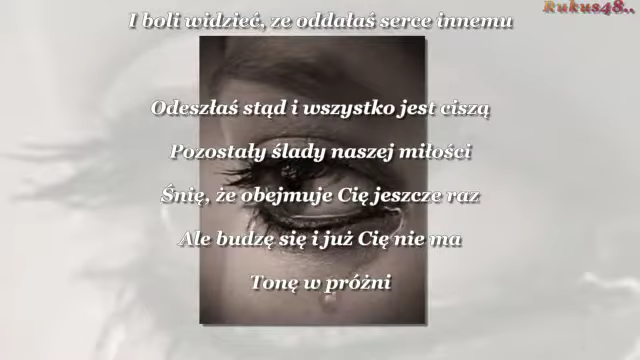 I boli widzieć, ze oddałaś serce innemu
Rukus48..
Odeszłaś stąd i wszystko jest ciszą
Pozostały ślady naszej miłości
Śnię, że obejmuje Cię jeszcze raz
Ale budzę się i już Cię nie ma
Tonę w próżni